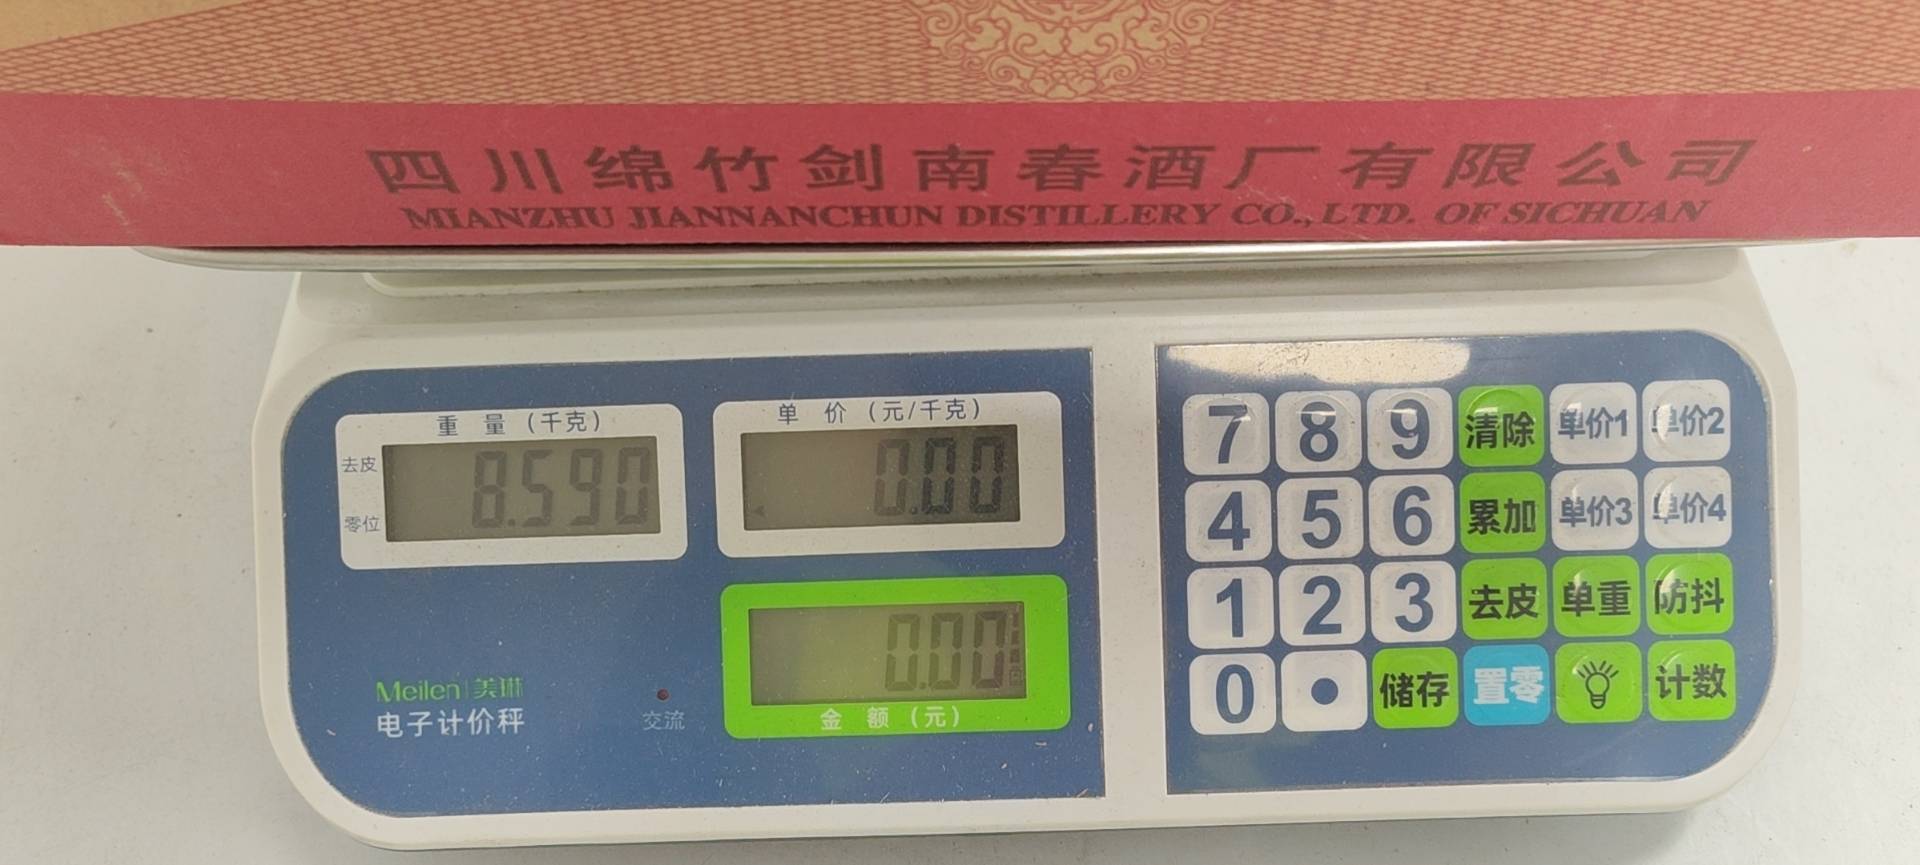 四川绵竹剑南春酒厂有限公司
MIANZHU JIANNANCHUN DISTILLERY CO., LTD. OF SICHUAN
重量(千克)
去皮
8.590
零位
单价(元/千克)
0.00
0.00
金额(元)
Meilen|美琳
电子计价秤
交流
7 8 9 清除 单价1 单价2
4 5 6 累加 单价3 单价4
1 2 3 去皮 单重 防抖
0 . 储存 置零 计数